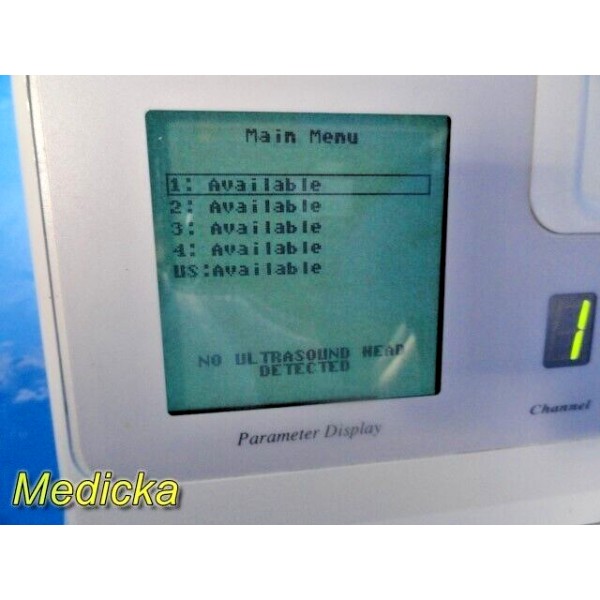 Main Menu
1: Available
2: Available
3: Available
4: Available
US:Available
NO ULTRASOUND HEAD
DETECTED
1
Parameter Display
Channel
Medicka